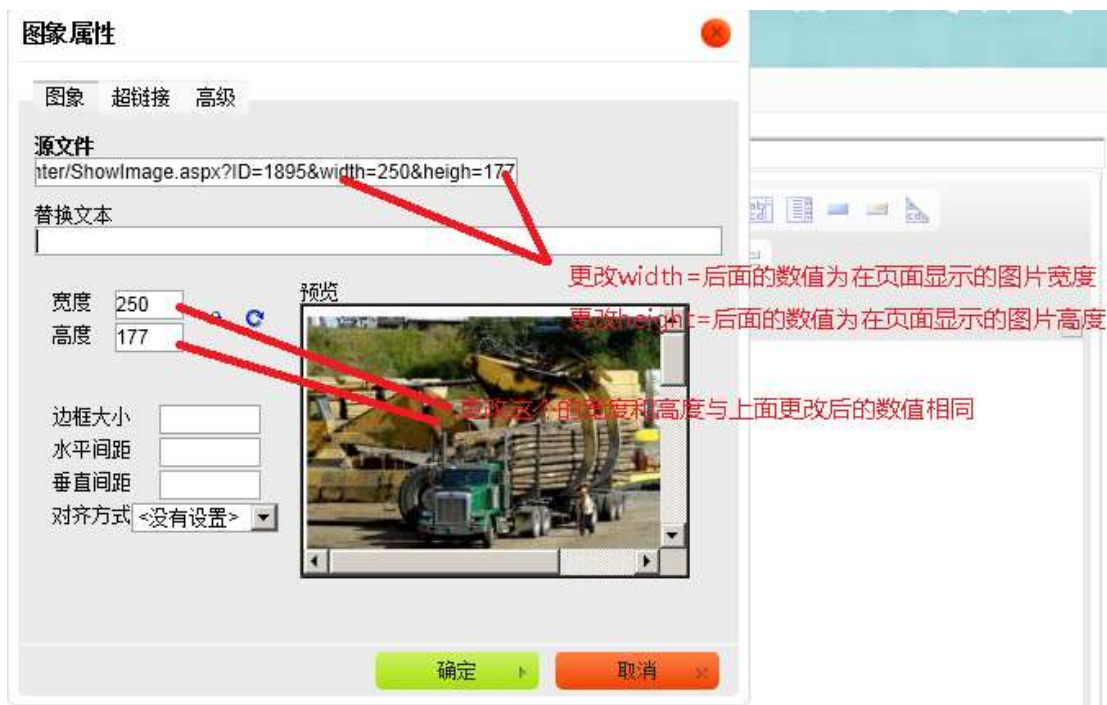 图象属性
图象 超链接 高级
源文件
nter/ShowImage.aspx?ID=1895&width=250&heigh=177
替换文本
更改width=后面的数值为在页面显示的图片宽度
宽度 250
预览
更改height=后面的数值为在页面显示的图片高度
高度 177
更改这个的宽度和高度与上面更改后的数值相同
边框大小
水平间距
垂直间距
对齐方式 <没有设置>
确定
取消